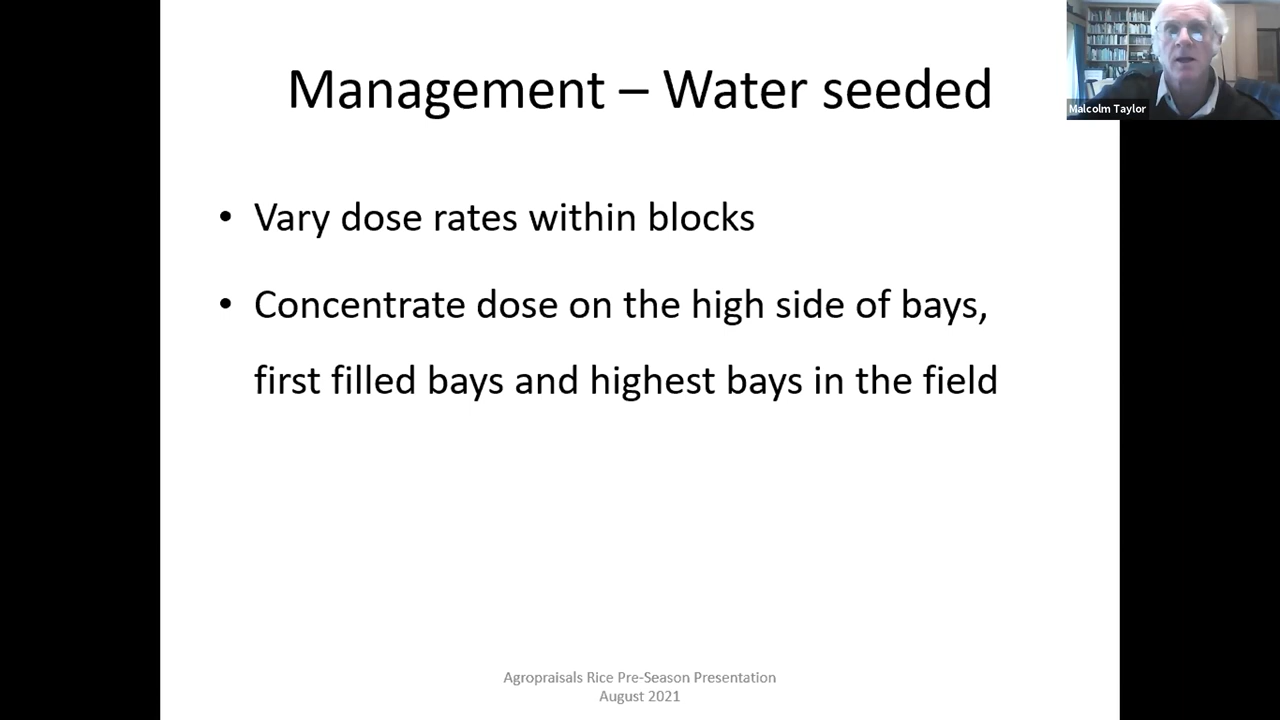 Management – Water seeded
Malcolm Taylor
• Vary dose rates within blocks
• Concentrate dose on the high side of bays,
first filled bays and highest bays in the field
Agropraisals Rice Pre-Season Presentation
August 2021